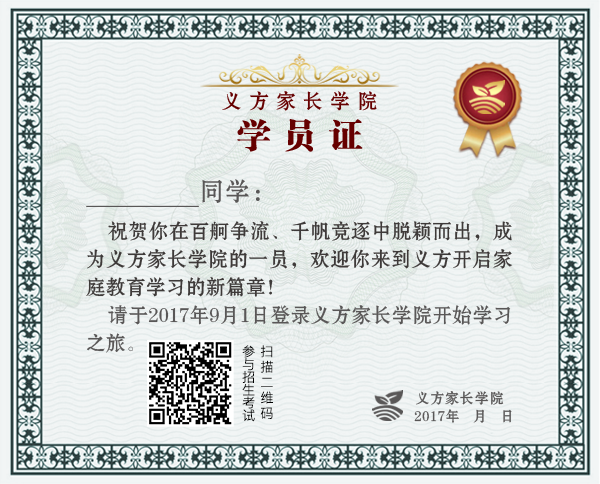 义方家长学院
学员证
________同学：
祝贺你在百舸争流、千帆竞逐中脱颖而出，成
为义方家长学院的一员，欢迎你来到义方开启家
庭教育学习的新篇章!
请于2017年9月1日登录义方家长学院开始学习
之旅。
扫描二维码
参与招生考试
义方家长学院
2017年 月 日